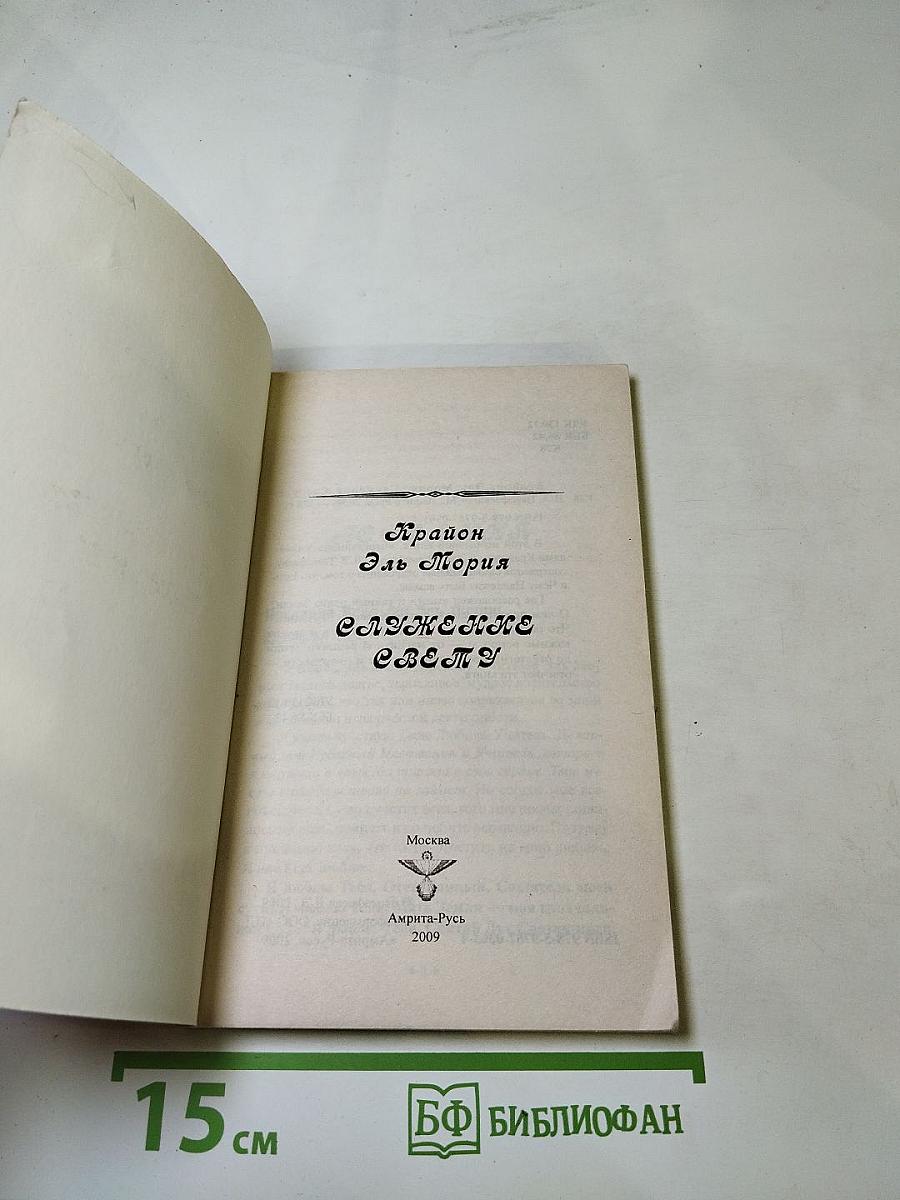 Крайон
Эль Мория
СЛУЖЕНИЕ
СВЕТУ
Москва
Амрита-Русь
2009
15 см
БФ БИБЛИОФАН